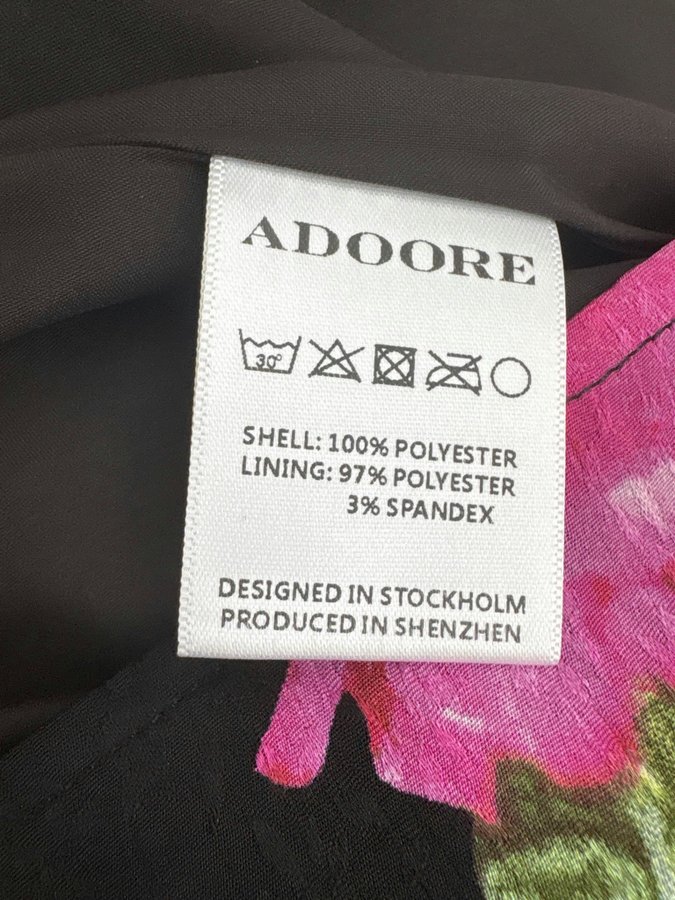 ADOORE
30°
SHELL: 100% POLYESTER
LINING: 97% POLYESTER
3% SPANDEX
DESIGNED IN STOCKHOLM
PRODUCED IN SHENZHEN